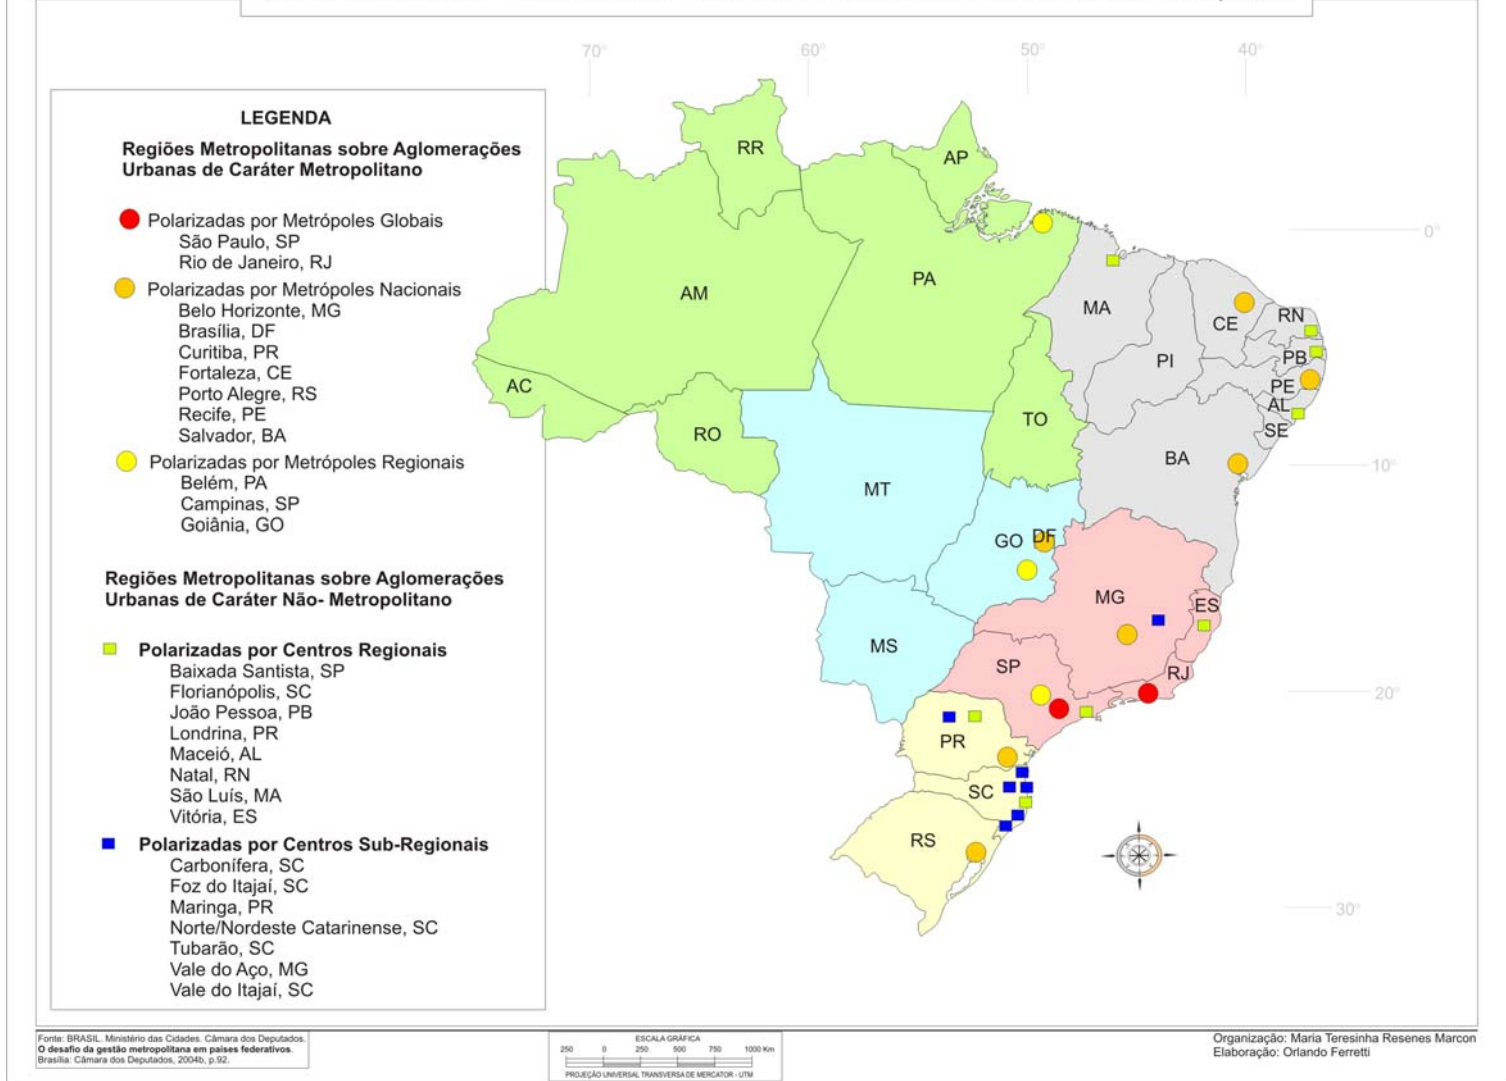 70°
60°
50°
40°
LEGENDA
Regiões Metropolitanas sobre Aglomerações
Urbanas de Caráter Metropolitano
Polarizadas por Metrópoles Globais
São Paulo, SP
Rio de Janeiro, RJ
Polarizadas por Metrópoles Nacionais
Belo Horizonte, MG
Brasília, DF
Curitiba, PR
Fortaleza, CE
Porto Alegre, RS
Recife, PE
Salvador, BA
Polarizadas por Metrópoles Regionais
Belém, PA
Campinas, SP
Goiânia, GO
Regiões Metropolitanas sobre Aglomerações
Urbanas de Caráter Não- Metropolitano
Polarizadas por Centros Regionais
Baixada Santista, SP
Florianópolis, SC
João Pessoa, PB
Londrina, PR
Maceió, AL
Natal, RN
São Luís, MA
Vitória, ES
Polarizadas por Centros Sub-Regionais
Carbonífera, SC
Foz do Itajaí, SC
Maringa, PR
Norte/Nordeste Catarinense, SC
Tubarão, SC
Vale do Aço, MG
Vale do Itajaí, SC
RR
AP
0°
AM
PA
MA
CE
RN
PI
PB
PE
AC
AL
TO
RO
SE
BA
10°
MT
GO
DF
MG
ES
MS
SP
RJ
20°
PR
SC
RS
30°
Fonte: BRASIL. Ministério das Cidades. Câmara dos Deputados.
O desafio da gestão metropolitana em países federativos.
Brasília: Câmara dos Deputados, 2004b, p.92.
ESCALA GRÁFICA
250 0 250 500 750 1000 Km
PROJEÇÃO UNIVERSAL TRANSVERSA DE MERCATOR - UTM
Organização: Maria Teresinha Resenes Marcon
Elaboração: Orlando Ferretti